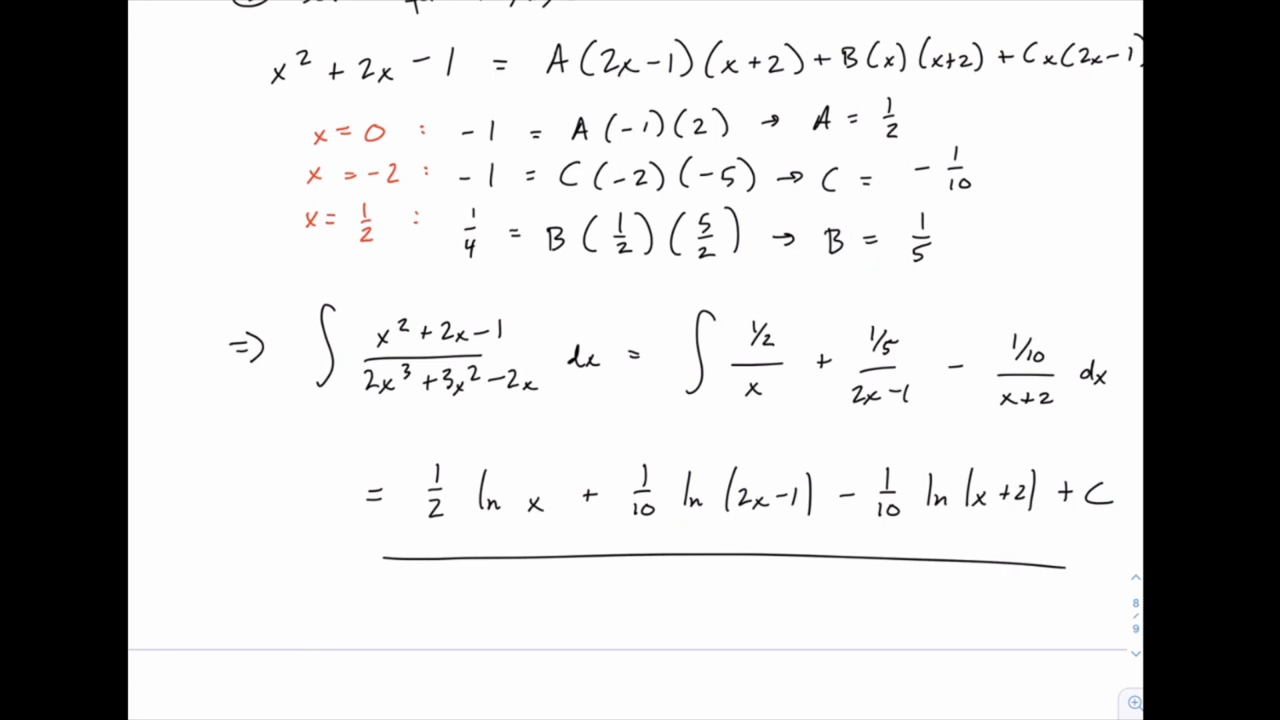 x² + 2x - 1 = A(2x-1)(x+2) + B(x)(x+2) + Cx(2x-1)
x = 0 : -1 = A(-1)(2) → A = 1/2
x = -2 : -1 = C(-2)(-5) → C = -1/10
x = 1/2 : 1/4 = B(1/2)(5/2) → B = 1/5
⇒ ∫ (x² + 2x - 1)/(2x³ + 3x² - 2x) dx = ∫ (1/2)/x + (1/5)/(2x-1) - (1/10)/(x+2) dx
= 1/2 ln x + 1/10 ln(2x-1) - 1/10 ln(x+2) + C
8
/
9